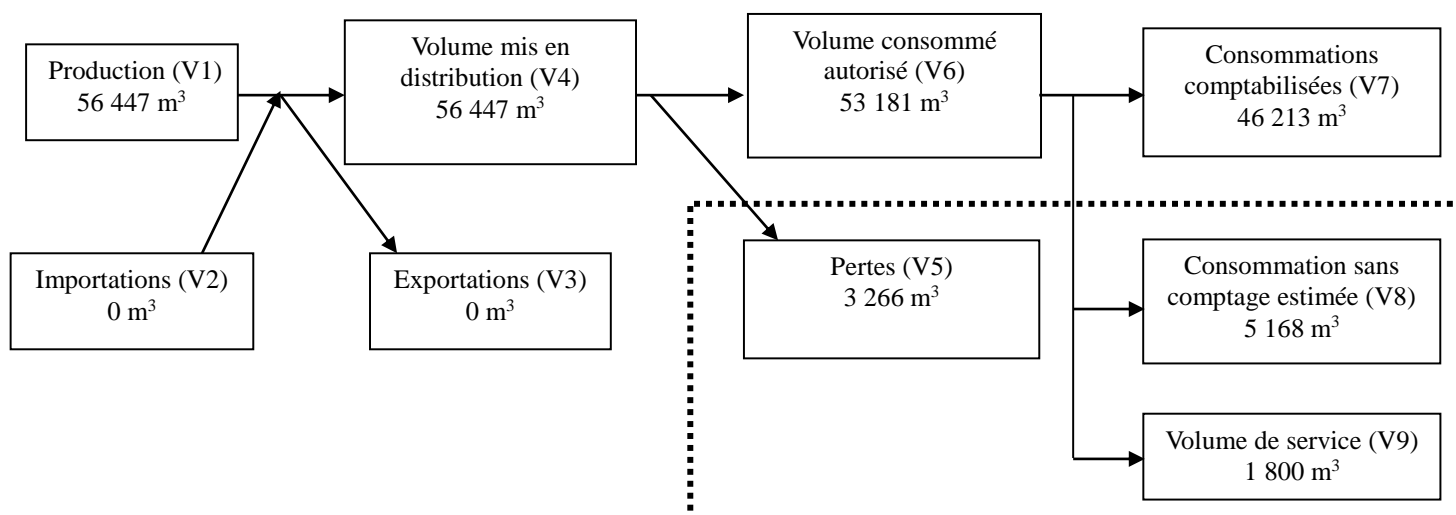 Production (V1)
56 447 m³
Volume mis en
distribution (V4)
56 447 m³
Volume consommé
autorisé (V6)
53 181 m³
Consommations
comptabilisées (V7)
46 213 m³
Importations (V2)
0 m³
Exportations (V3)
0 m³
Pertes (V5)
3 266 m³
Consommation sans
comptage estimée (V8)
5 168 m³
Volume de service (V9)
1 800 m³